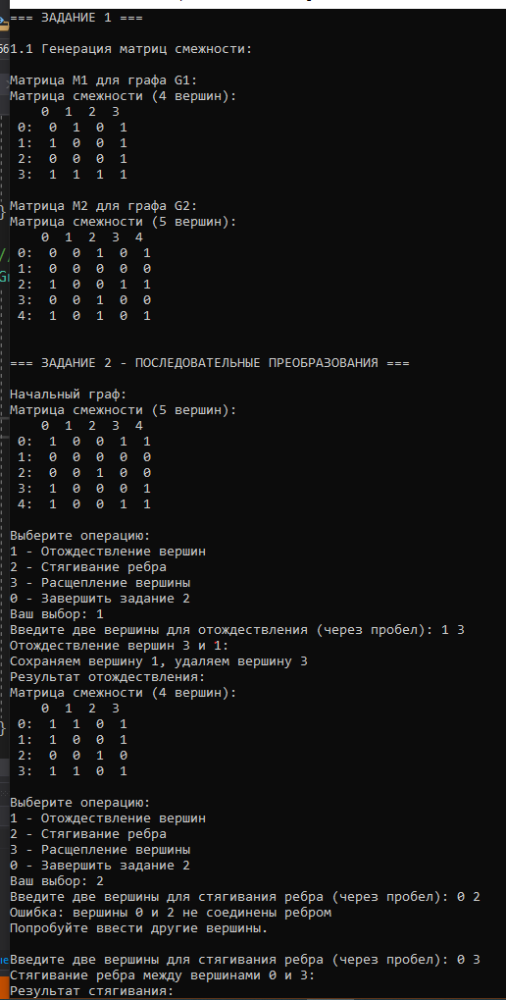 === ЗАДАНИЕ 1 ===
1.1 Генерация матриц смежности:
Матрица M1 для графа G1:
Матрица смежности (4 вершин):
0 1 2 3
0: 0 1 0 1
1: 1 0 0 1
2: 0 0 0 1
3: 1 1 1 1
Матрица M2 для графа G2:
Матрица смежности (5 вершин):
0 1 2 3 4
0: 0 0 1 0 1
1: 0 0 0 0 0
2: 1 0 0 1 1
3: 0 0 1 0 0
4: 1 0 1 0 1
=== ЗАДАНИЕ 2 - ПОСЛЕДОВАТЕЛЬНЫЕ ПРЕОБРАЗОВАНИЯ ===
Начальный граф:
Матрица смежности (5 вершин):
0 1 2 3 4
0: 1 0 0 1 1
1: 0 0 0 0 0
2: 0 0 1 0 0
3: 1 0 0 0 1
4: 1 0 0 1 1
Выберите операцию:
1 - Отождествление вершин
2 - Стягивание ребра
3 - Расщепление вершины
0 - Завершить задание 2
Ваш выбор: 1
Введите две вершины для отождествления (через пробел): 1 3
Отождествление вершин 3 и 1:
Сохраняем вершину 1, удаляем вершину 3
Результат отождествления:
Матрица смежности (4 вершин):
0 1 2 3
0: 1 1 0 1
1: 1 0 0 1
2: 0 0 1 0
3: 1 1 0 1
Выберите операцию:
1 - Отождествление вершин
2 - Стягивание ребра
3 - Расщепление вершины
0 - Завершить задание 2
Ваш выбор: 2
Введите две вершины для стягивания ребра (через пробел): 0 2
Ошибка: вершины 0 и 2 не соединены ребром
Попробуйте ввести другие вершины.
Введите две вершины для стягивания ребра (через пробел): 0 3
Стягивание ребра между вершинами 0 и 3:
Результат стягивания: